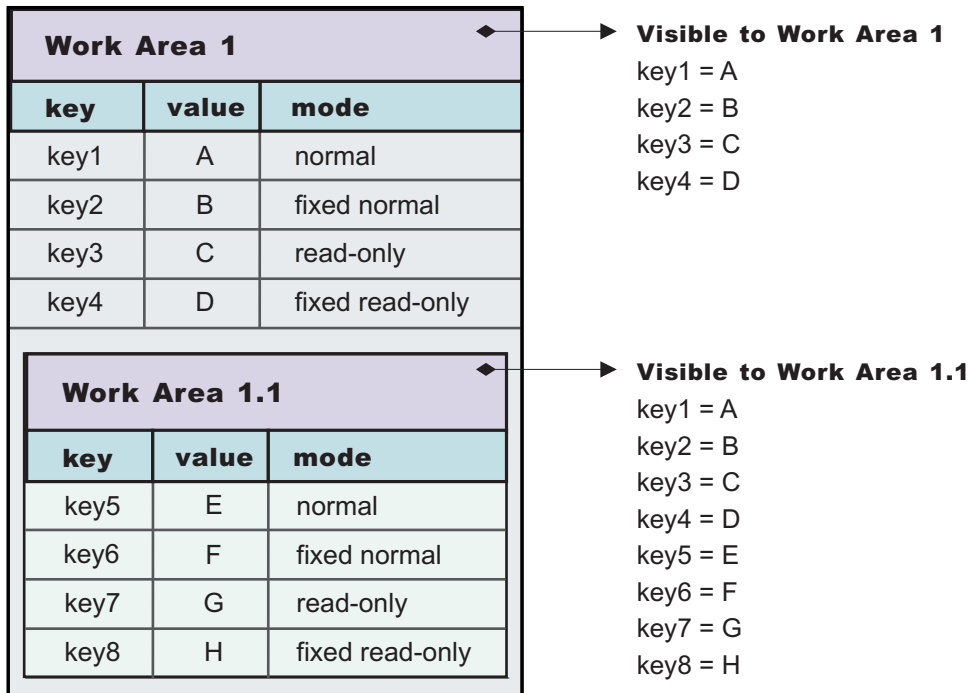 Work Area 1
key value mode
key1 A normal
key2 B fixed normal
key3 C read-only
key4 D fixed read-only
Visible to Work Area 1
key1 = A
key2 = B
key3 = C
key4 = D
Work Area 1.1
key value mode
key5 E normal
key6 F fixed normal
key7 G read-only
key8 H fixed read-only
Visible to Work Area 1.1
key1 = A
key2 = B
key3 = C
key4 = D
key5 = E
key6 = F
key7 = G
key8 = H